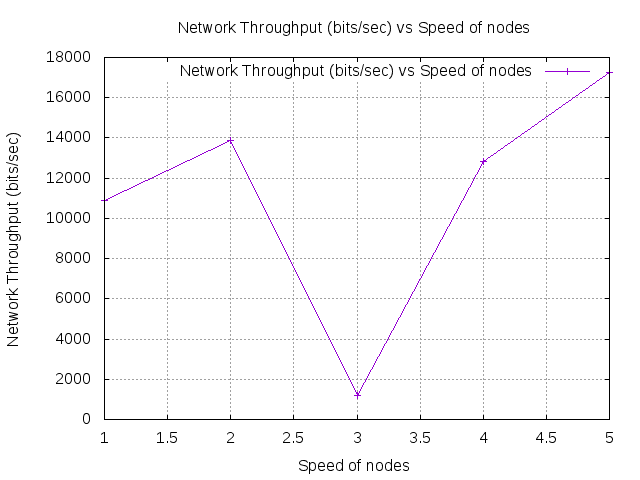 Network Throughput (bits/sec) vs Speed of nodes
Network Throughput (bits/sec) vs Speed of nodes
Network Throughput (bits/sec)
18000
16000
14000
12000
10000
8000
6000
4000
2000
0
1 1.5 2 2.5 3 3.5 4 4.5 5
Speed of nodes